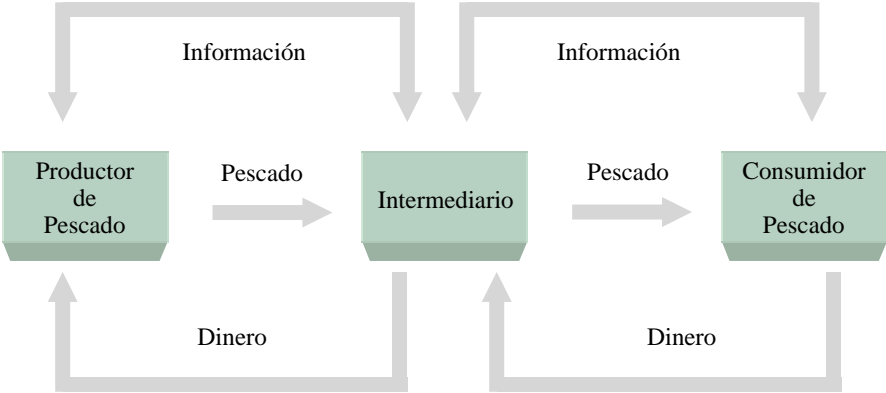 Información
Información
Productor
de
Pescado
Pescado
Intermediario
Pescado
Consumidor
de
Pescado
Dinero
Dinero